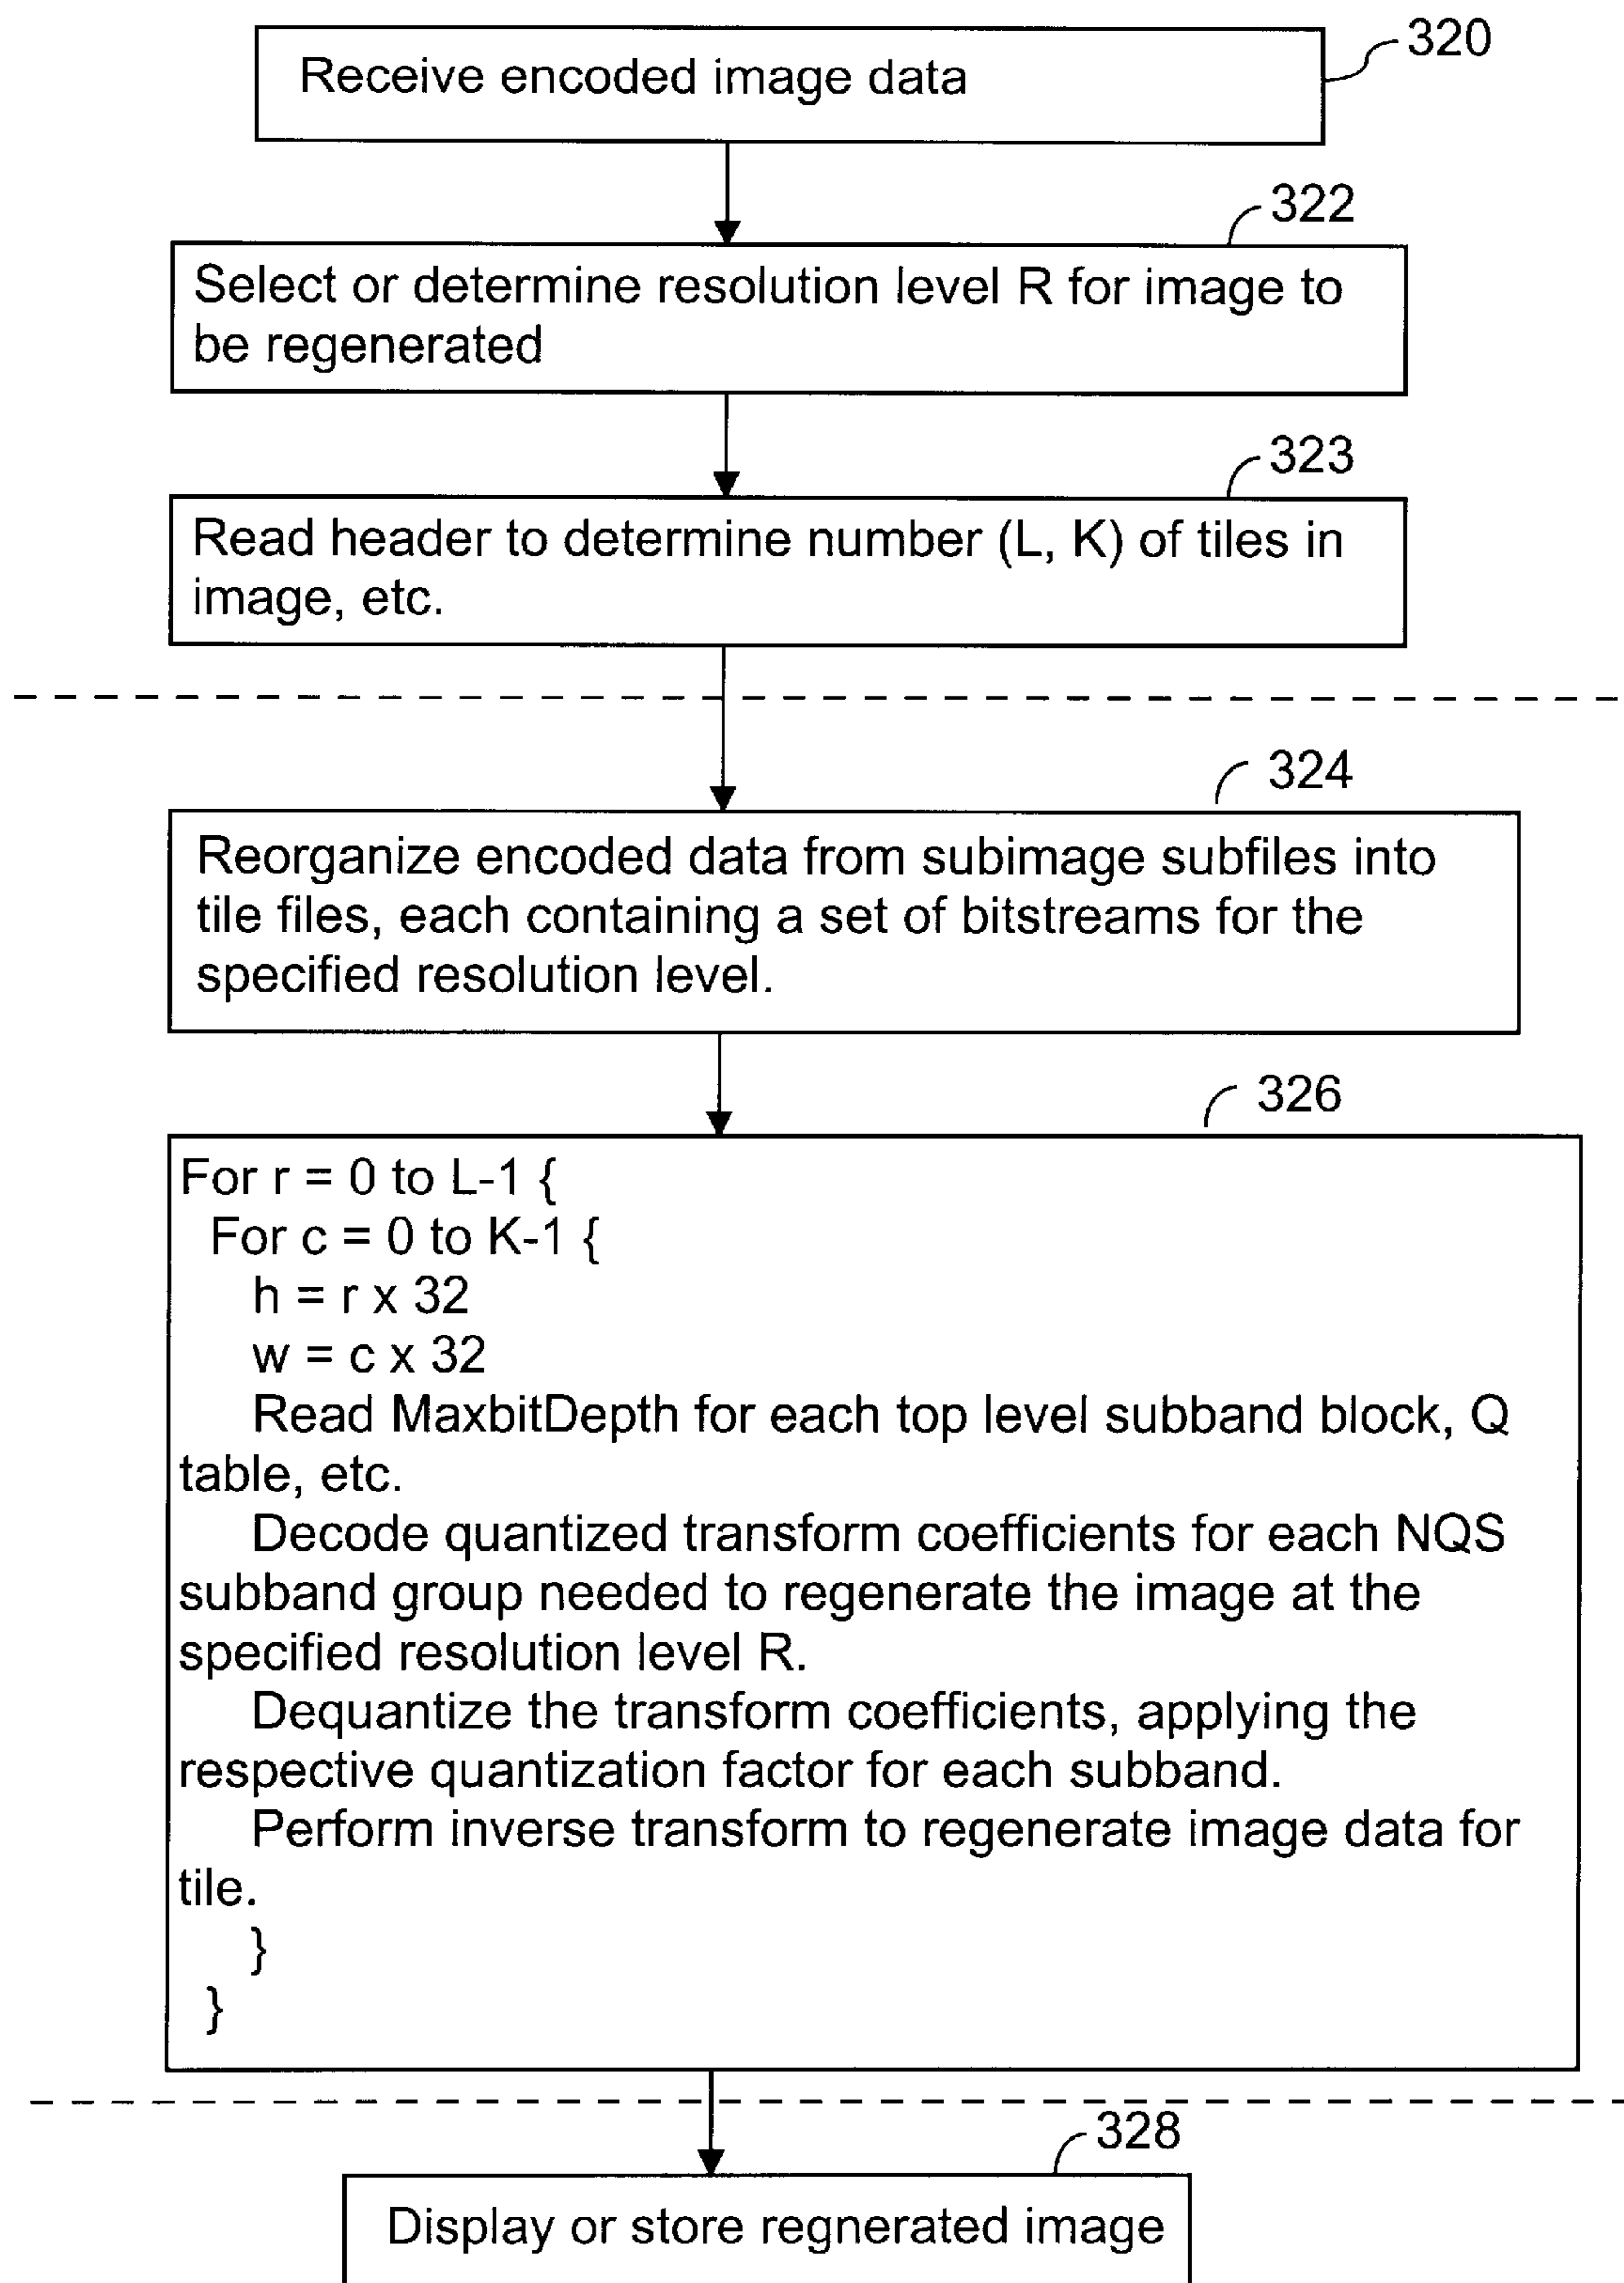 320
Receive encoded image data
322
Select or determine resolution level R for image to
be regenerated
323
Read header to determine number (L, K) of tiles in
image, etc.
324
Reorganize encoded data from subimage subfiles into
tile files, each containing a set of bitstreams for the
specified resolution level.
326
For r = 0 to L-1 {
For c = 0 to K-1 {
h = r x 32
w = c x 32
Read MaxbitDepth for each top level subband block, Q
table, etc.
Decode quantized transform coefficients for each NQS
subband group needed to regenerate the image at the
specified resolution level R.
Dequantize the transform coefficients, applying the
respective quantization factor for each subband.
Perform inverse transform to regenerate image data for
tile.
}
}
328
Display or store regnerated image